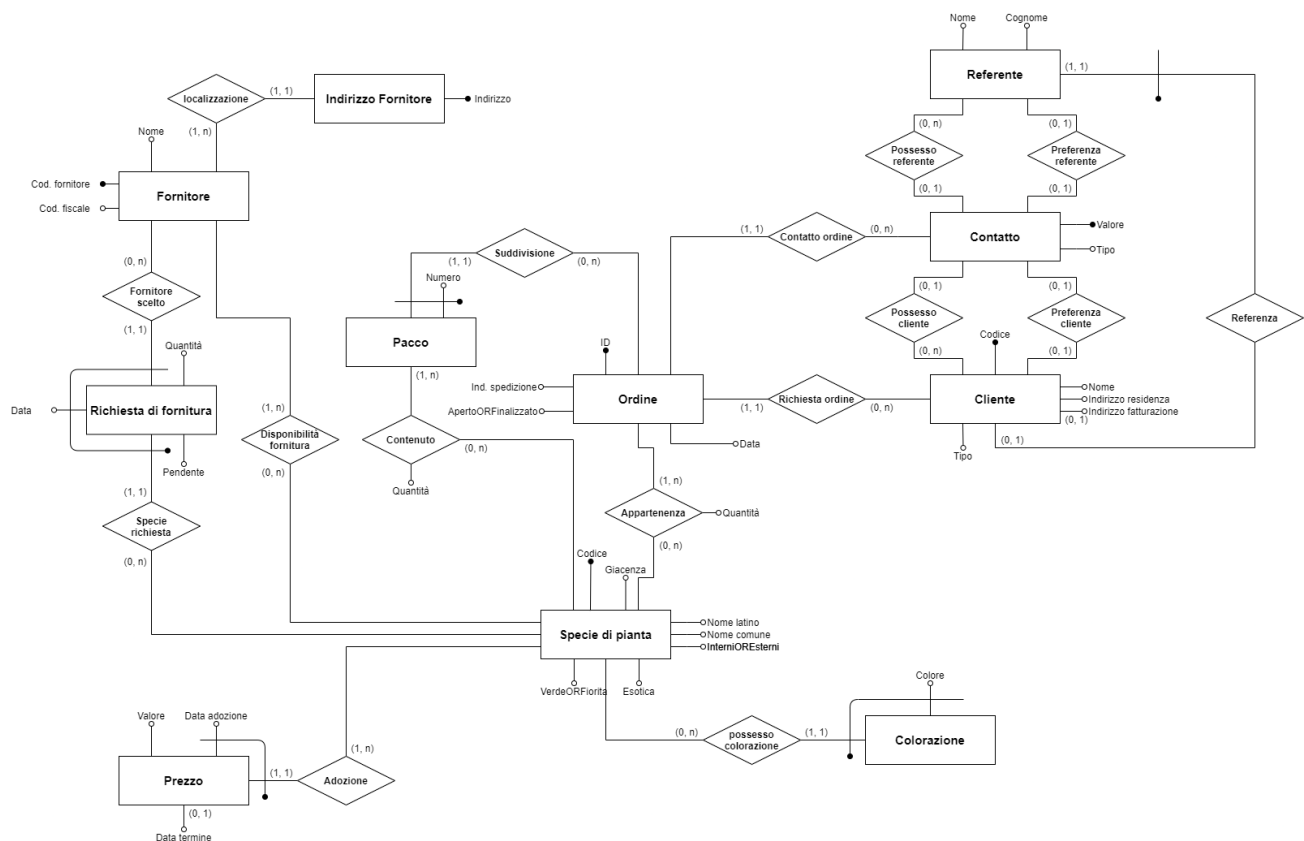 Nome
Cognome
Referente
(1, 1)
localizzazione
(1, 1)
Indirizzo Fornitore
Indirizzo
(1, n)
Nome
(0, n)
(0, 1)
Possesso
referente
Preferenza
referente
Cod. fornitore
Fornitore
Cod. fiscale
(0, 1)
(0, 1)
(1, 1)
Contatto ordine
(0, n)
Contatto
Valore
Tipo
Suddivisione
(1, 1)
(0, n)
(0, n)
Numero
Fornitore
scelto
(0, 1)
(0, 1)
Possesso
cliente
Preferenza
cliente
Referenza
(1, 1)
Pacco
Codice
Quantità
ID
(0, n)
(0, 1)
(1, n)
Ind. spedizione
Ordine
Richiesta ordine
Cliente
Nome
Indirizzo residenza
Indirizzo fatturazione
Data
Richiesta di fornitura
(1, n)
ApertoORFinalizzato
(1, 1)
(0, n)
(0, 1)
Disponibilità
fornitura
Contenuto
(0, n)
Data
(0, 1)
Tipo
Pendente
(0, n)
Quantità
(1, n)
(1, 1)
Specie
richiesta
Appartenenza
Quantità
(0, n)
(0, n)
Codice
Giacenza
Specie di pianta
Nome latino
Nome comune
InterniOREsterni
VerdeORFiorita
Esotica
Colore
Valore
Data adozione
(0, n)
possesso
colorazione
(1, 1)
Colorazione
(1, n)
Prezzo
(1, 1)
Adozione
(0, 1)
Data termine